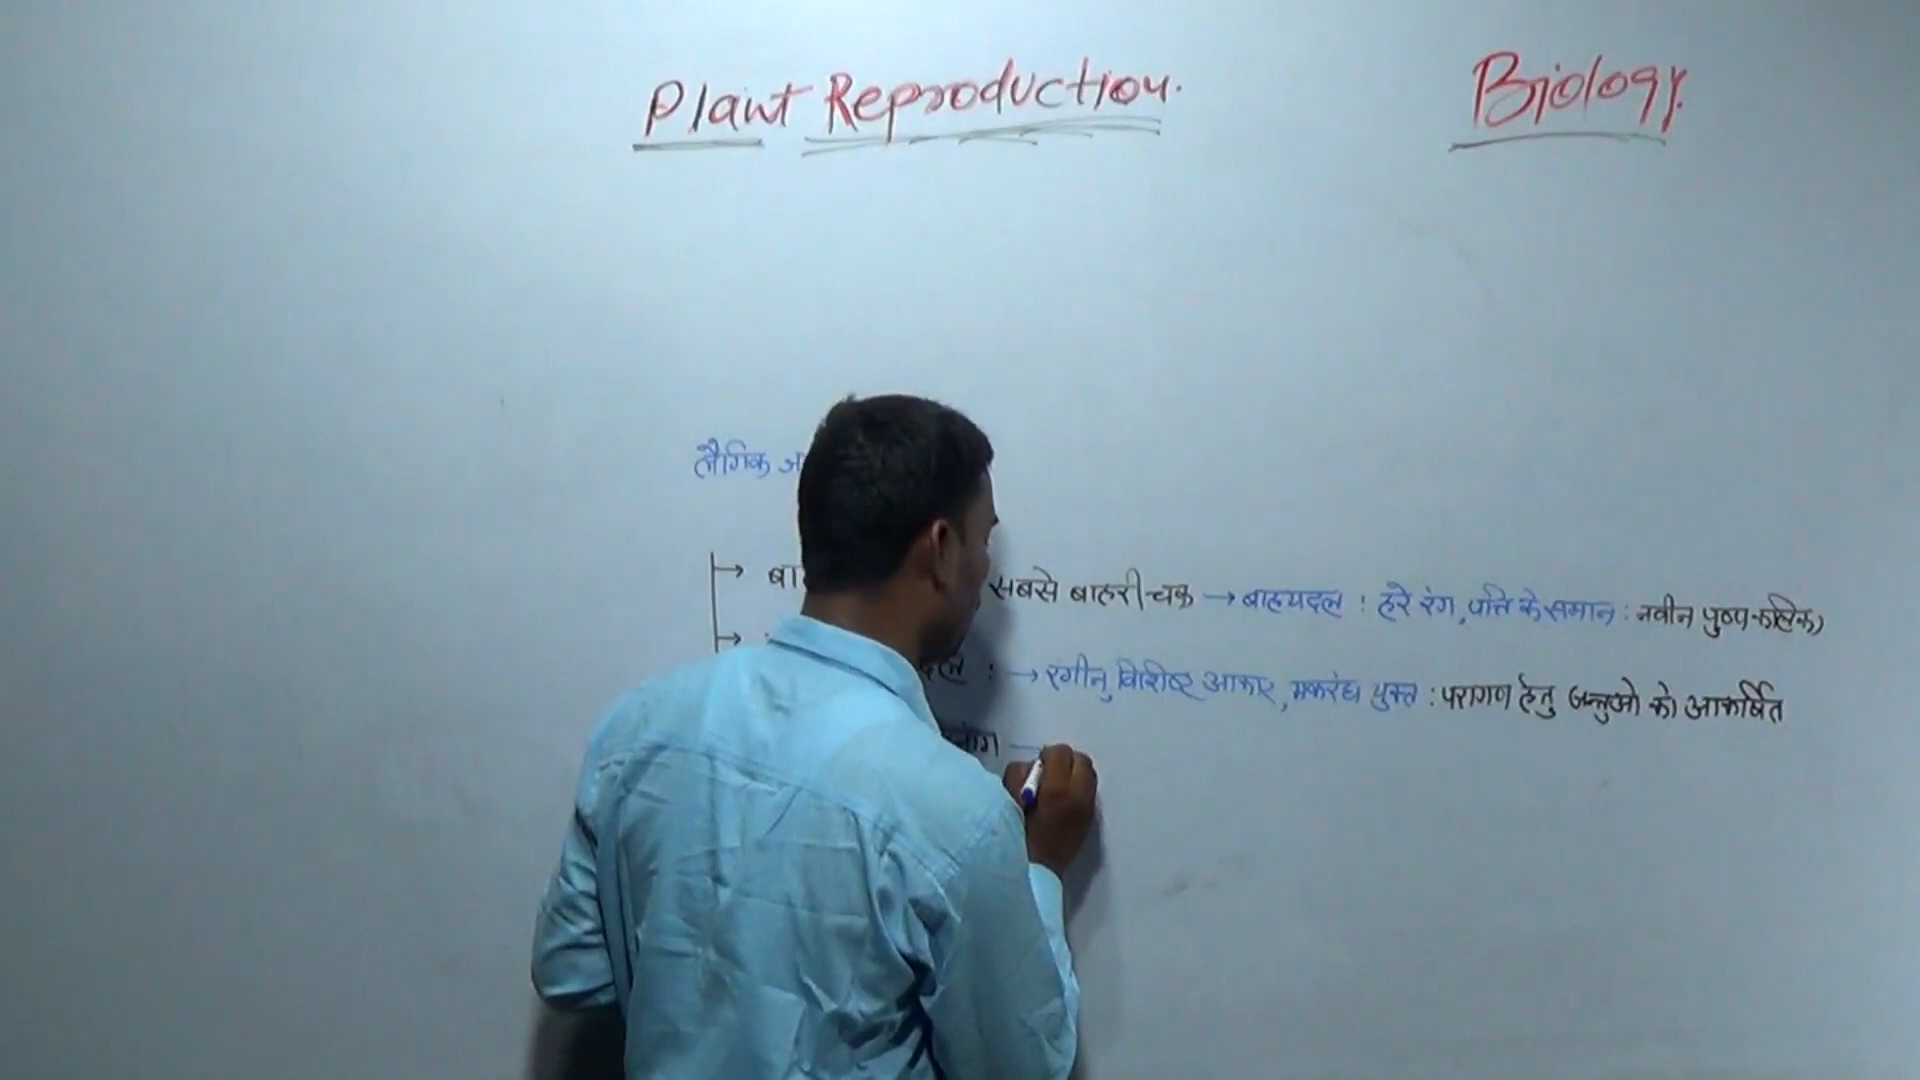 Plant Reproduction. Biology.
लैंगिक
सबसे बाहरी चक्र → बाह्यदल : हरे रंग, पत्ति के समान : नवीन पुष्प कलिका
→ रंगीन, विशिष्ट आकार, मकरंद युक्त : परागण हेतु जन्तुओ को आकर्षित